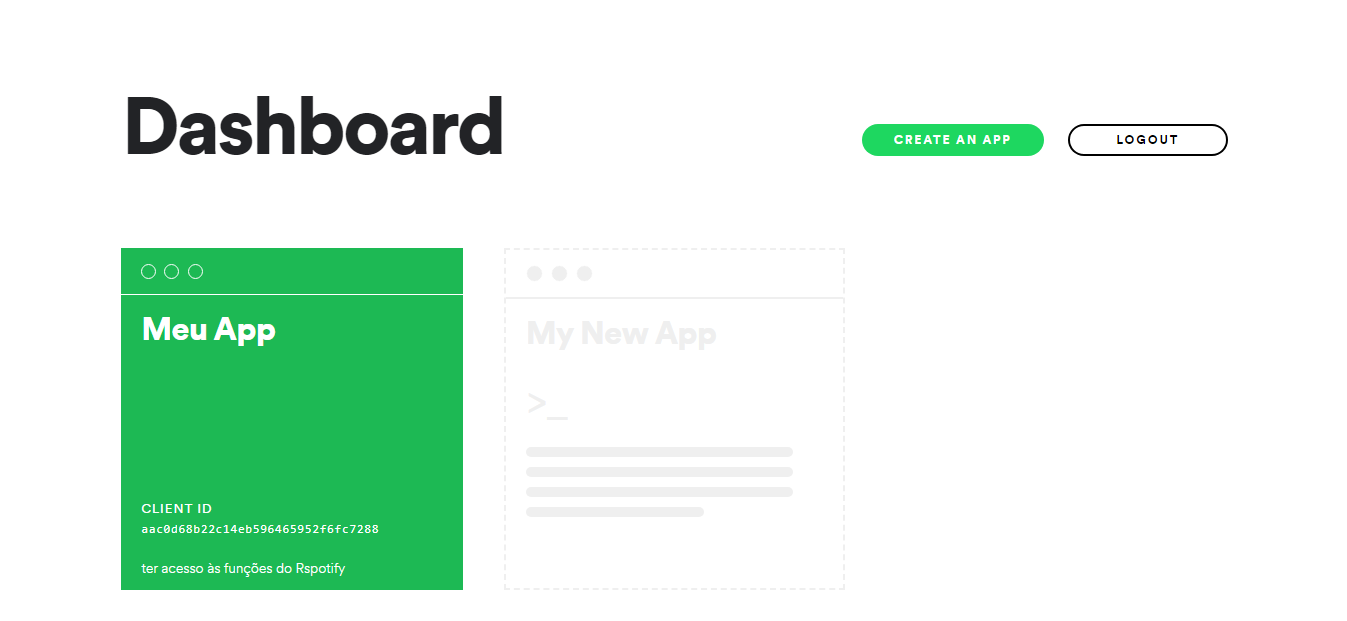 Dashboard
CREATE AN APP
LOGOUT
Meu App
CLIENT ID
aac0d68b22c14eb596465952f6fc7288
ter acesso às funções do Rspotify
My New App
>_